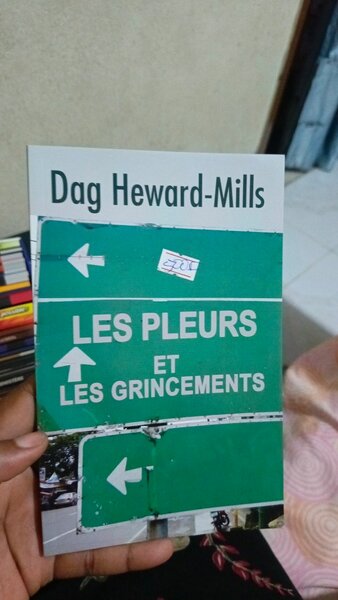 Dag Heward-Mills
LES PLEURS
ET
LES GRINCEMENTS